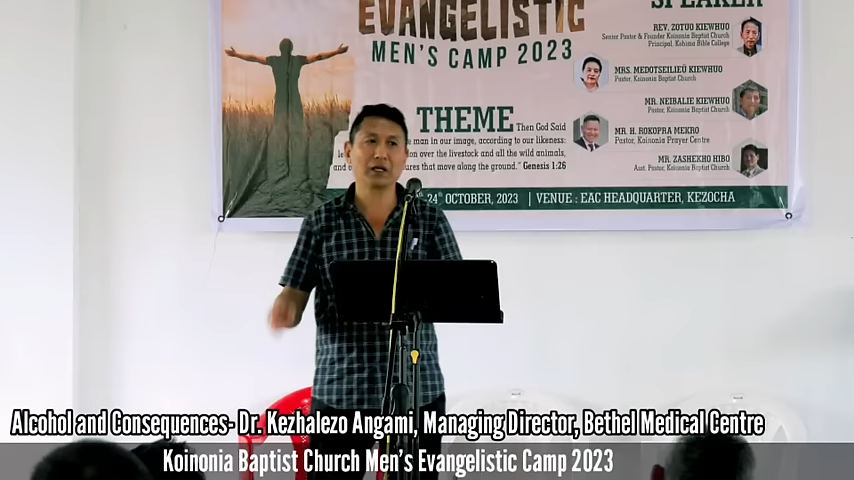 SPEAKER
EVANGELISTIC
MEN'S CAMP 2023
REV. ZOTUO KIEWHUO
Senior Pastor & Founder Koinonia Baptist Church
Principal, Kohima Bible College
MRS. MEDOTSEILIEÜ KIEWHUO
Pastor, Koinonia Baptist Church
MR. NEIBALIE KIEWHUO
Pastor, Koinonia Baptist Church
MR. H. ROKOPRA MEKRO
Pastor, Koinonia Prayer Centre
MR. ZASHEKHO HIBO
Asst. Pastor, Koinonia Baptist Church
THEME Then God Said
man in our image, according to our likeness:
over the livestock and all the wild animals,
that move along the ground." Genesis 1:26
24th OCTOBER, 2023 | VENUE : EAC HEADQUARTER, KEZOCHA
Alcohol and Consequences- Dr. Kezhalezo Angami, Managing Director, Bethel Medical Centre
Koinonia Baptist Church Men's Evangelistic Camp 2023